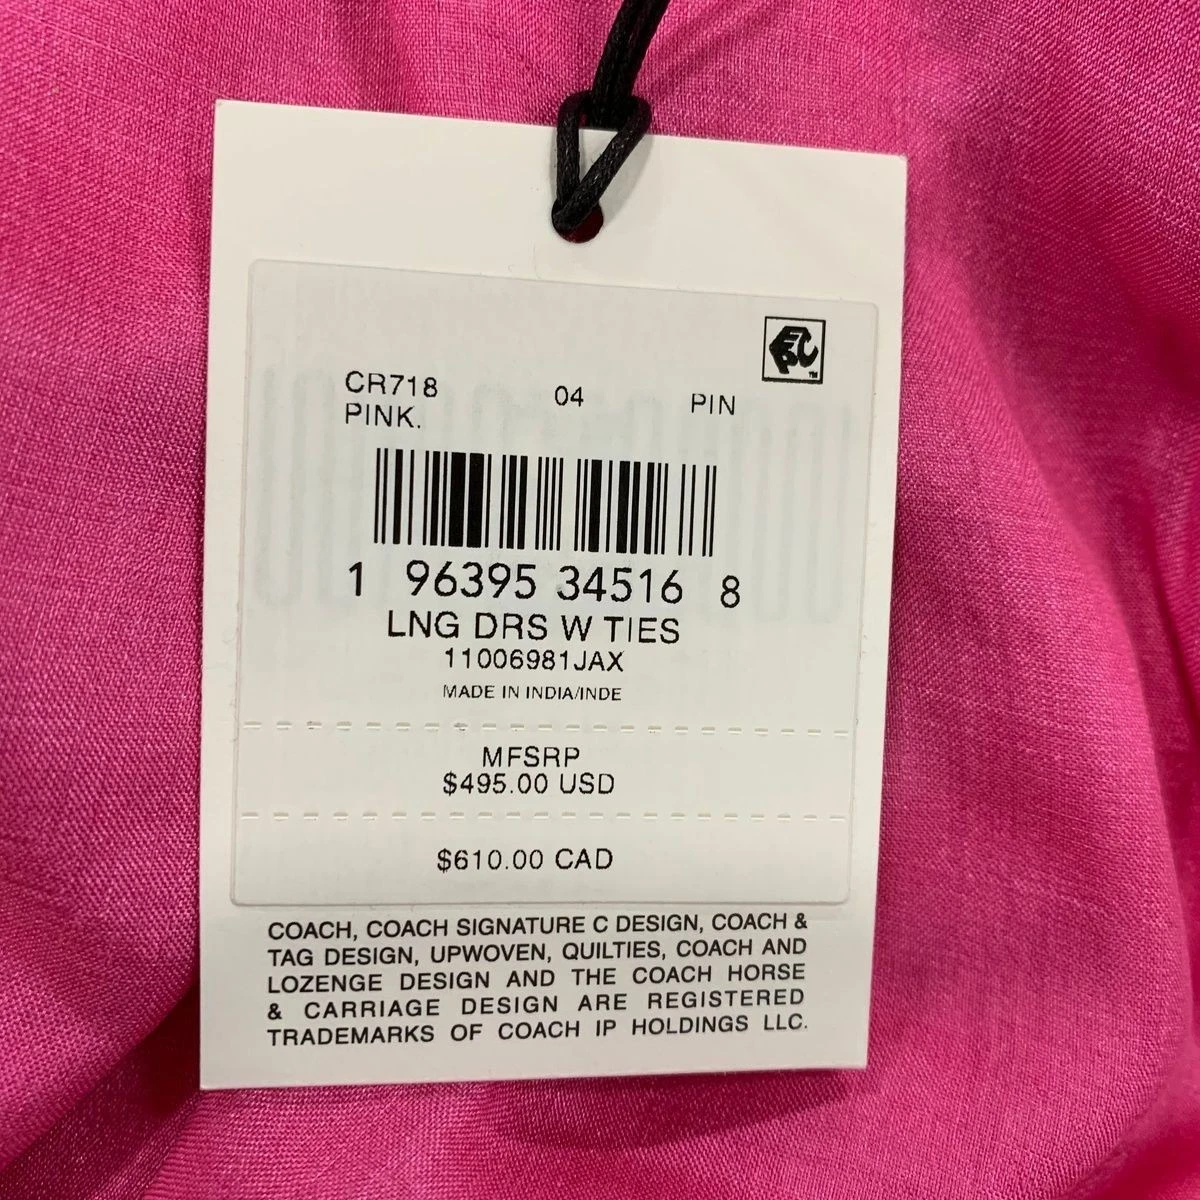 CR718 04 PIN
PINK.
1 96395 34516 8
LNG DRS W TIES
11006981JAX
MADE IN INDIA/INDE
MFSRP
$495.00 USD
$610.00 CAD
COACH, COACH SIGNATURE C DESIGN, COACH &
TAG DESIGN, UPWOVEN, QUILTIES, COACH AND
LOZENGE DESIGN AND THE COACH HORSE
& CARRIAGE DESIGN ARE REGISTERED
TRADEMARKS OF COACH IP HOLDINGS LLC.